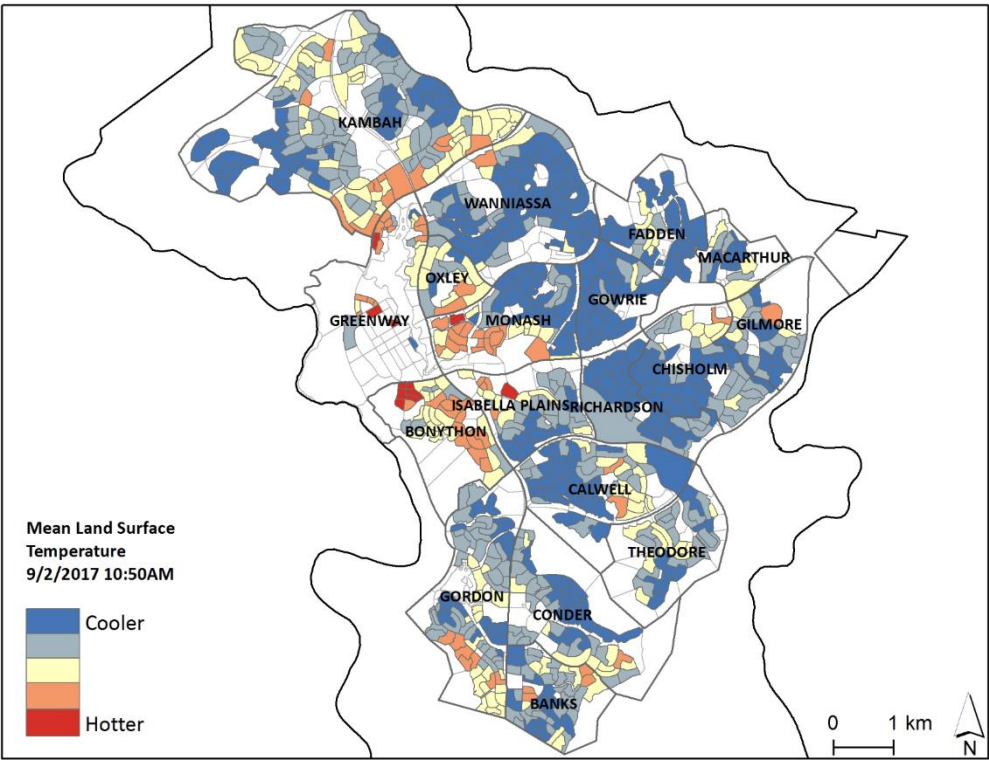 KAMBAH
WANNIASSA
FADDEN
MACARTHUR
OXLEY
GOWRIE
GREENWAY
MONASH
GILMORE
CHISHOLM
ISABELLA PLAINS
RICHARDSON
BONYTHON
CALWELL
THEODORE
GORDON
CONDER
BANKS
Mean Land Surface
Temperature
9/2/2017 10:50AM
Cooler
Hotter
0 1 km
N